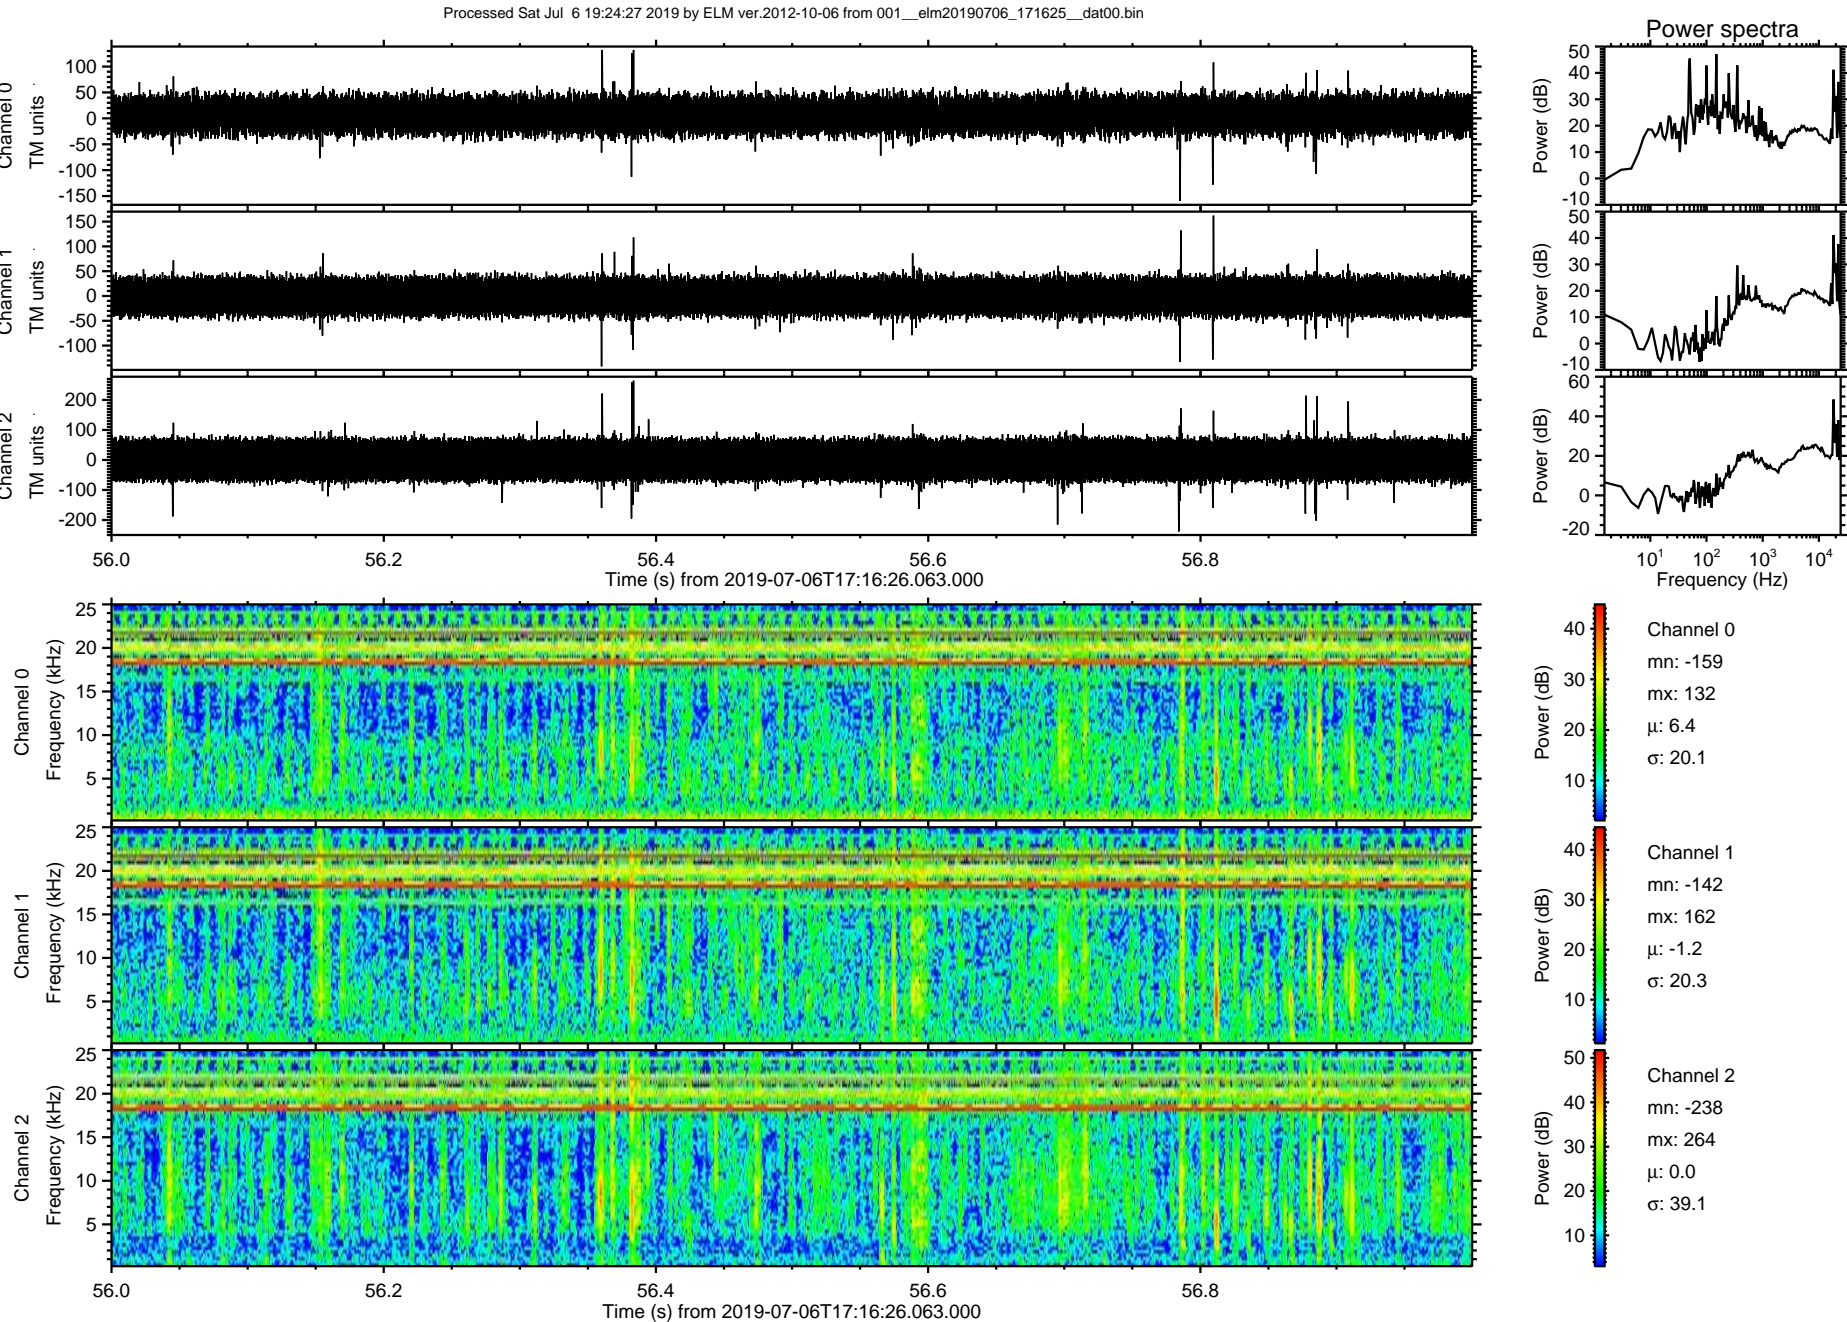 Processed Sat Jul  6 19:24:27 2019 by ELM ver.2012-10-06 from 001__elm20190706_171625__dat00.bin
Power spectra
Channel 0
TM units
100
50
0
-50
-100
-150
Power (dB)
50
40
30
20
10
0
-10
Channel 1
TM units
150
100
50
0
-50
-100
Power (dB)
50
40
30
20
10
0
-10
Channel 2
TM units
200
100
0
-100
-200
Power (dB)
60
40
20
0
-20
56.0 56.2 56.4 56.6 56.8
Time (s) from 2019-07-06T17:16:26.063.000
10^1 10^2 10^3 10^4
Frequency (Hz)
Channel 0
Frequency (kHz)
25
20
15
10
5
Power (dB)
40
30
20
10
Channel 0
mn: -159
mx: 132
μ: 6.4
σ: 20.1
Channel 1
Frequency (kHz)
25
20
15
10
5
Power (dB)
40
30
20
10
Channel 1
mn: -142
mx: 162
μ: -1.2
σ: 20.3
Channel 2
Frequency (kHz)
25
20
15
10
5
Power (dB)
50
40
30
20
10
Channel 2
mn: -238
mx: 264
μ: 0.0
σ: 39.1
56.0 56.2 56.4 56.6 56.8
Time (s) from 2019-07-06T17:16:26.063.000